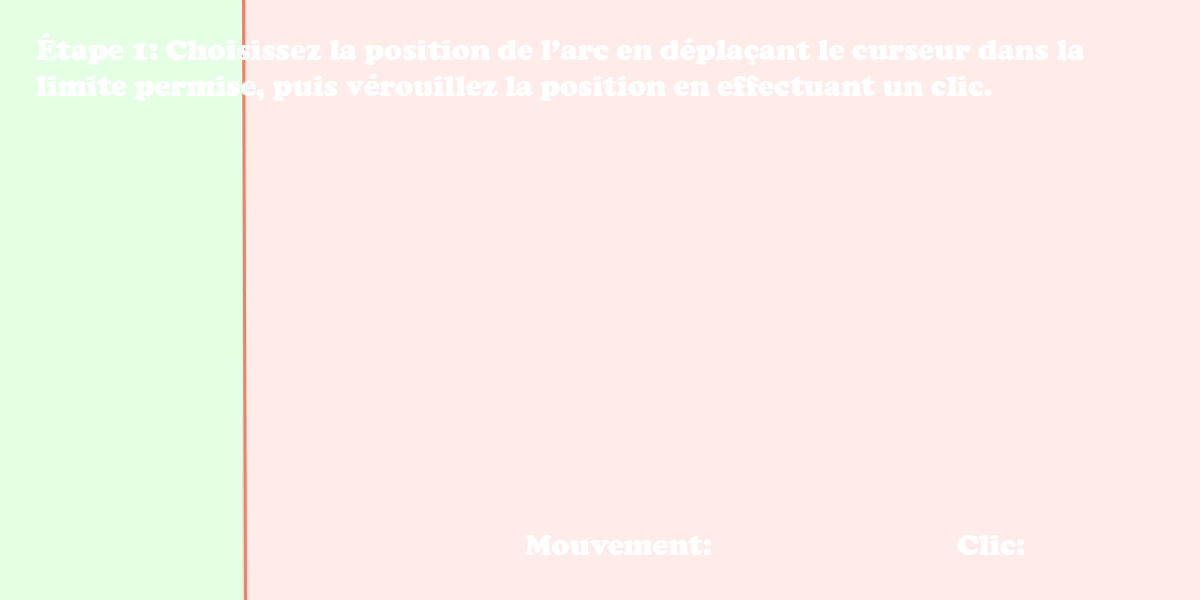 Étape 1: Choisissez la position de l’arc en déplaçant le curseur dans la
limite permise, puis vérouillez la position en effectuant un clic.
Mouvement:
Clic: